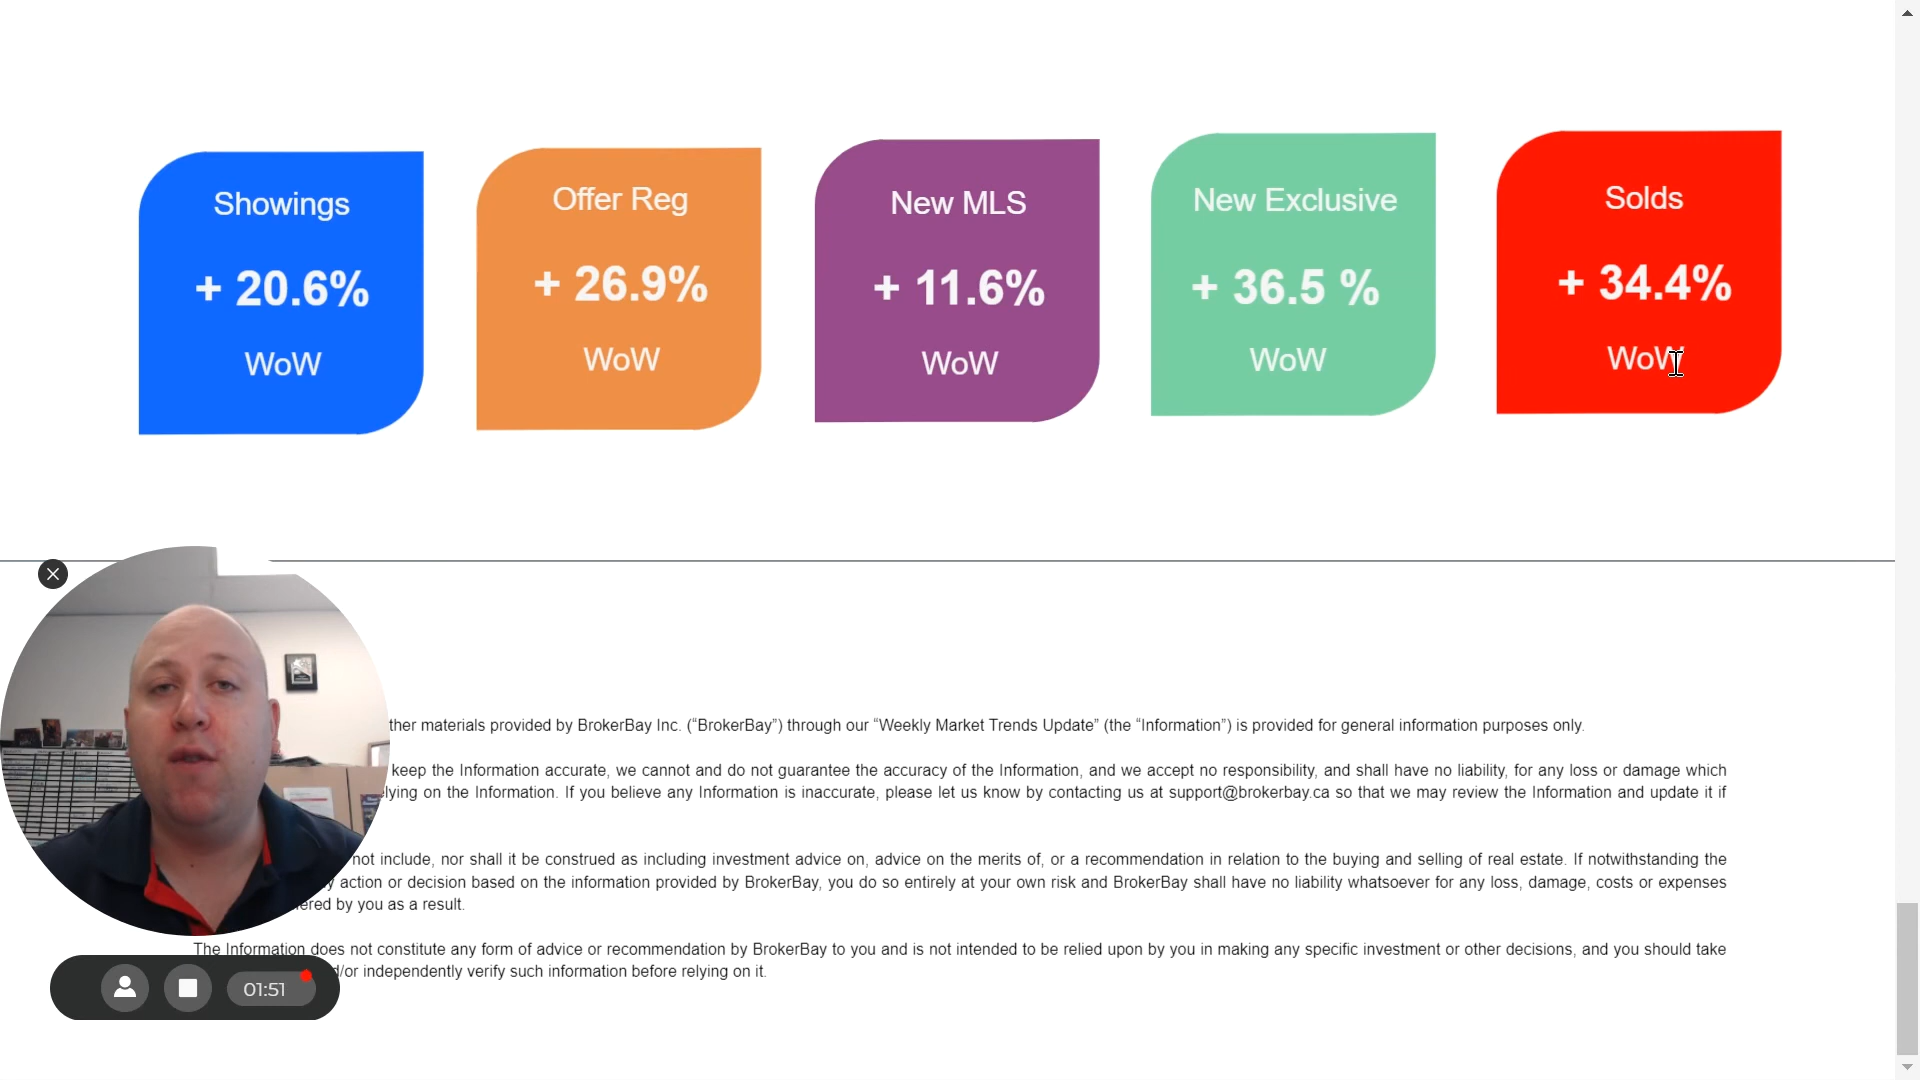 Showings
+ 20.6%
WoW
Offer Reg
+ 26.9%
WoW
New MLS
+ 11.6%
WoW
New Exclusive
+ 36.5 %
WoW
Solds
+ 34.4%
WoW
ther materials provided by BrokerBay Inc. (“BrokerBay”) through our “Weekly Market Trends Update” (the “Information”) is provided for general information purposes only.
keep the Information accurate, we cannot and do not guarantee the accuracy of the Information, and we accept no responsibility, and shall have no liability, for any loss or damage which
lying on the Information. If you believe any Information is inaccurate, please let us know by contacting us at support@brokerbay.ca so that we may review the Information and update it if
not include, nor shall it be construed as including investment advice on, advice on the merits of, or a recommendation in relation to the buying and selling of real estate. If notwithstanding the
action or decision based on the information provided by BrokerBay, you do so entirely at your own risk and BrokerBay shall have no liability whatsoever for any loss, damage, costs or expenses
ered by you as a result.
The Information does not constitute any form of advice or recommendation by BrokerBay to you and is not intended to be relied upon by you in making any specific investment or other decisions, and you should take
/or independently verify such information before relying on it.
01:51